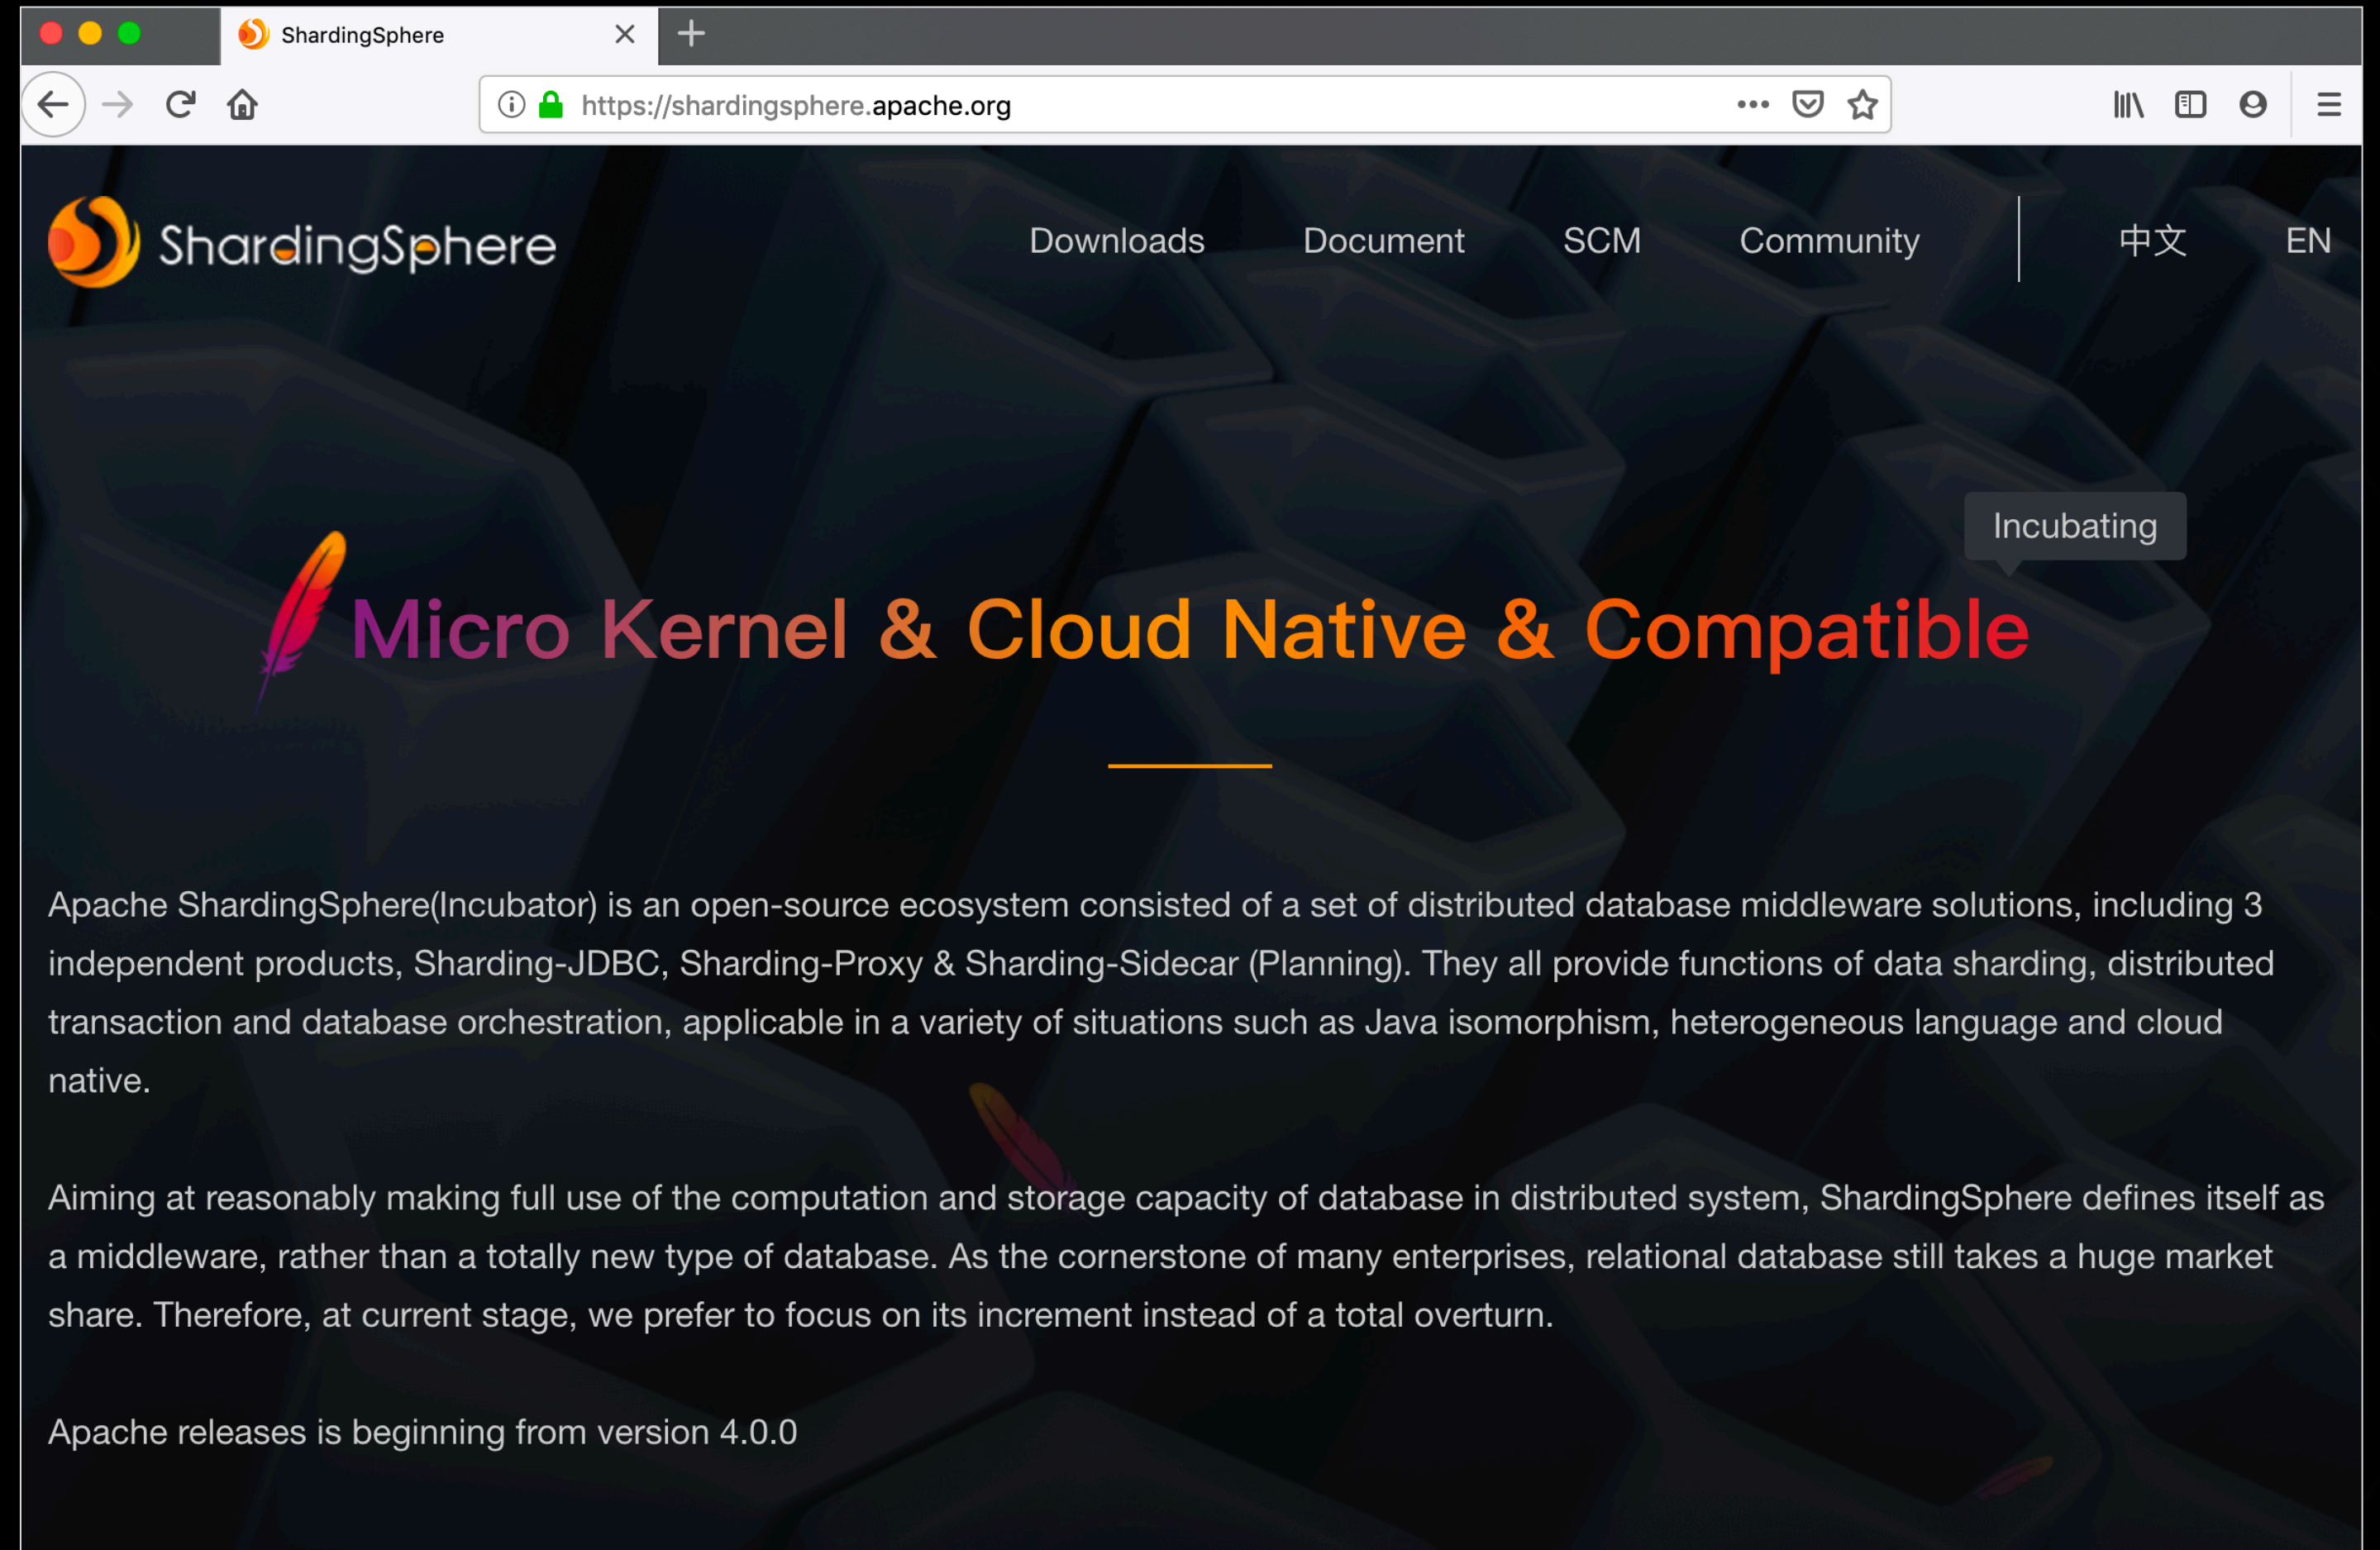 ShardingSphere
https://shardingsphere.apache.org
ShardingSphere
Downloads
Document
SCM
Community
中文
EN
Incubating
Micro Kernel & Cloud Native & Compatible
Apache ShardingSphere(Incubator) is an open-source ecosystem consisted of a set of distributed database middleware solutions, including 3
independent products, Sharding-JDBC, Sharding-Proxy & Sharding-Sidecar (Planning). They all provide functions of data sharding, distributed
transaction and database orchestration, applicable in a variety of situations such as Java isomorphism, heterogeneous language and cloud
native.
Aiming at reasonably making full use of the computation and storage capacity of database in distributed system, ShardingSphere defines itself as
a middleware, rather than a totally new type of database. As the cornerstone of many enterprises, relational database still takes a huge market
share. Therefore, at current stage, we prefer to focus on its increment instead of a total overturn.
Apache releases is beginning from version 4.0.0